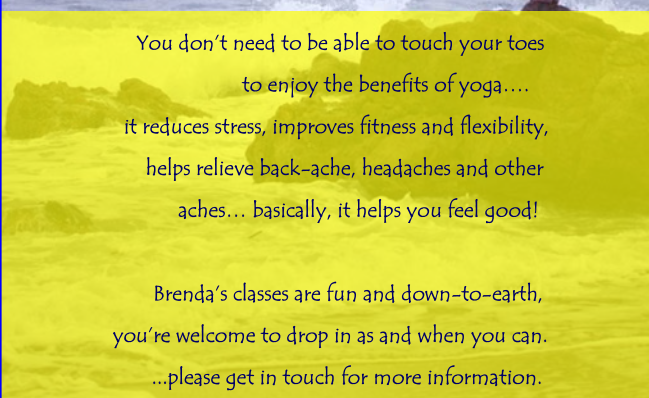 You don't need to be able to touch your toes
to enjoy the benefits of yoga....
it reduces stress, improves fitness and flexibility,
helps relieve back-ache, headaches and other
aches... basically, it helps you feel good!
Brenda's classes are fun and down-to-earth,
you're welcome to drop in as and when you can.
...please get in touch for more information.